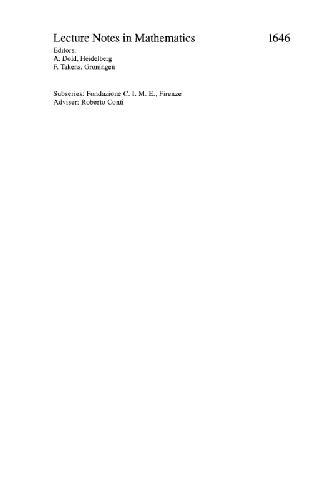 Lecture Notes in Mathematics 1646
Editors:
A. Dold, Heidelberg
F. Takens, Groningen
Subseries: Fondazione C. I. M. E., Firenze
Adviser: Roberto Conti